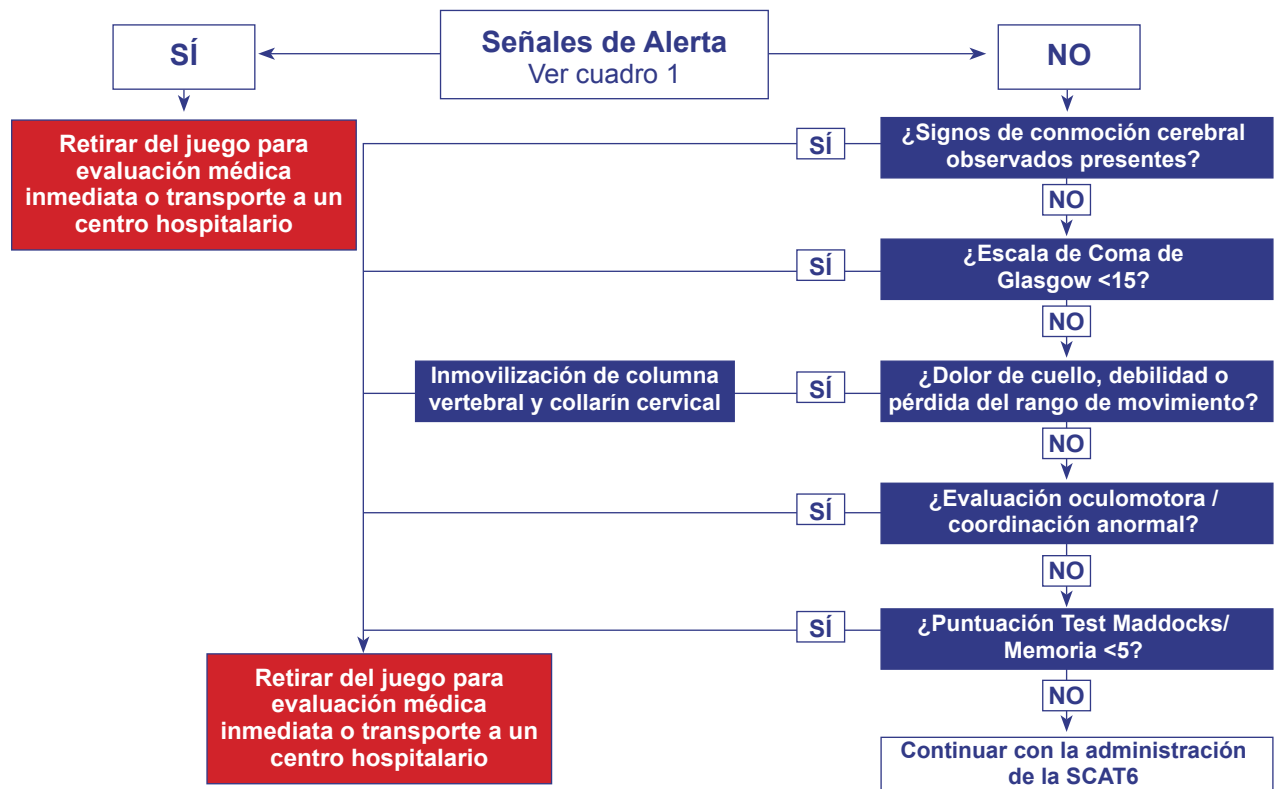 SÍ
Señales de Alerta
Ver cuadro 1
NO
Retirar del juego para
evaluación médica
inmediata o transporte a un
centro hospitalario
SÍ
¿Signos de conmoción cerebral
observados presentes?
NO
SÍ
¿Escala de Coma de
Glasgow <15?
NO
Inmovilización de columna
vertebral y collarín cervical
SÍ
¿Dolor de cuello, debilidad o
pérdida del rango de movimiento?
NO
SÍ
¿Evaluación oculomotora /
coordinación anormal?
NO
SÍ
¿Puntuación Test Maddocks/
Memoria <5?
Retirar del juego para
evaluación médica
inmediata o transporte a un
centro hospitalario
NO
Continuar con la administración
de la SCAT6